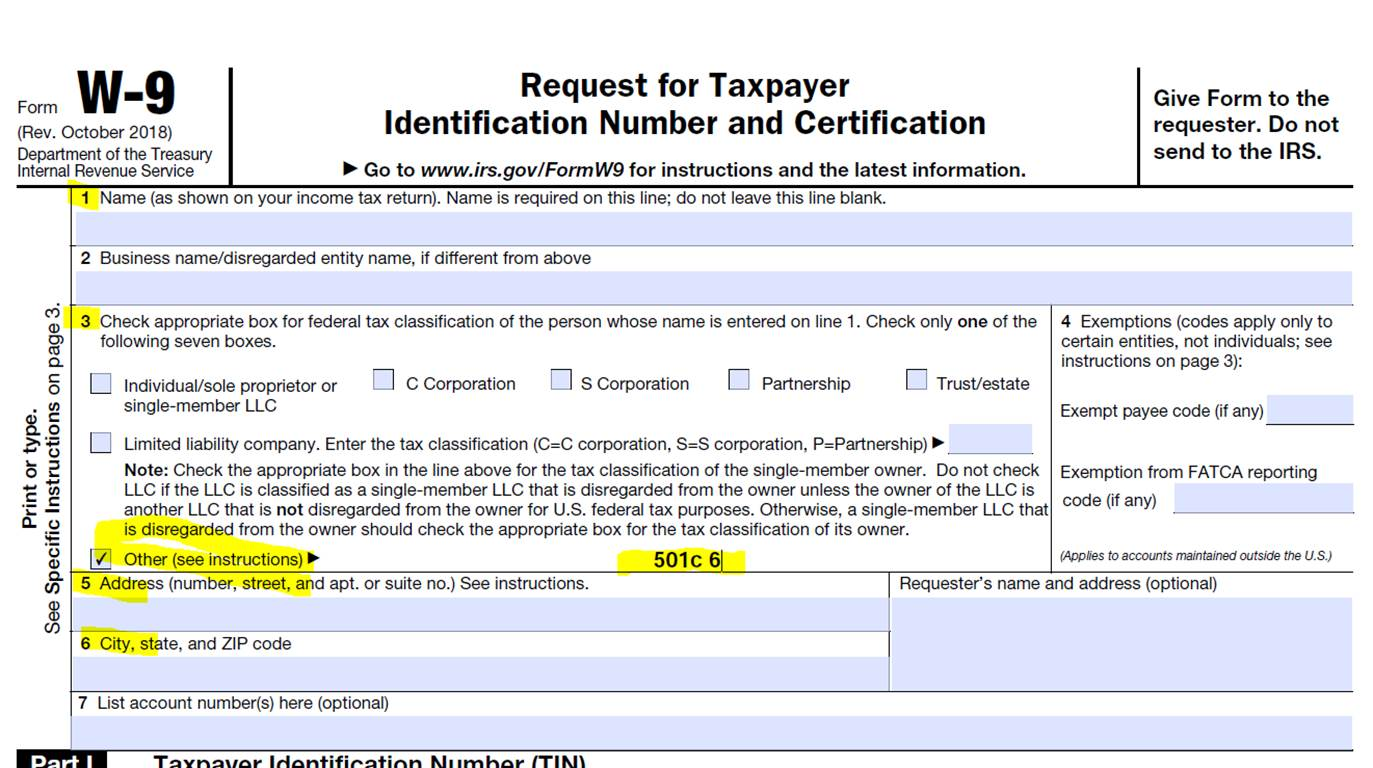 Form W-9
(Rev. October 2018)
Department of the Treasury
Internal Revenue Service
Request for Taxpayer
Identification Number and Certification
▶ Go to www.irs.gov/FormW9 for instructions and the latest information.
Give Form to the
requester. Do not
send to the IRS.
Print or type.
See Specific Instructions on page 3.
1 Name (as shown on your income tax return). Name is required on this line; do not leave this line blank.
2 Business name/disregarded entity name, if different from above
3 Check appropriate box for federal tax classification of the person whose name is entered on line 1. Check only one of the
following seven boxes.
Individual/sole proprietor or
single-member LLC
C Corporation
S Corporation
Partnership
Trust/estate
Limited liability company. Enter the tax classification (C=C corporation, S=S corporation, P=Partnership) ▶
Note: Check the appropriate box in the line above for the tax classification of the single-member owner. Do not check
LLC if the LLC is classified as a single-member LLC that is disregarded from the owner unless the owner of the LLC is
another LLC that is not disregarded from the owner for U.S. federal tax purposes. Otherwise, a single-member LLC that
is disregarded from the owner should check the appropriate box for the tax classification of its owner.
✓ Other (see instructions) ▶ 501c 6
4 Exemptions (codes apply only to
certain entities, not individuals; see
instructions on page 3):
Exempt payee code (if any)
Exemption from FATCA reporting
code (if any)
(Applies to accounts maintained outside the U.S.)
5 Address (number, street, and apt. or suite no.) See instructions.
Requester's name and address (optional)
6 City, state, and ZIP code
7 List account number(s) here (optional)
Part I Taxpayer Identification Number (TIN)